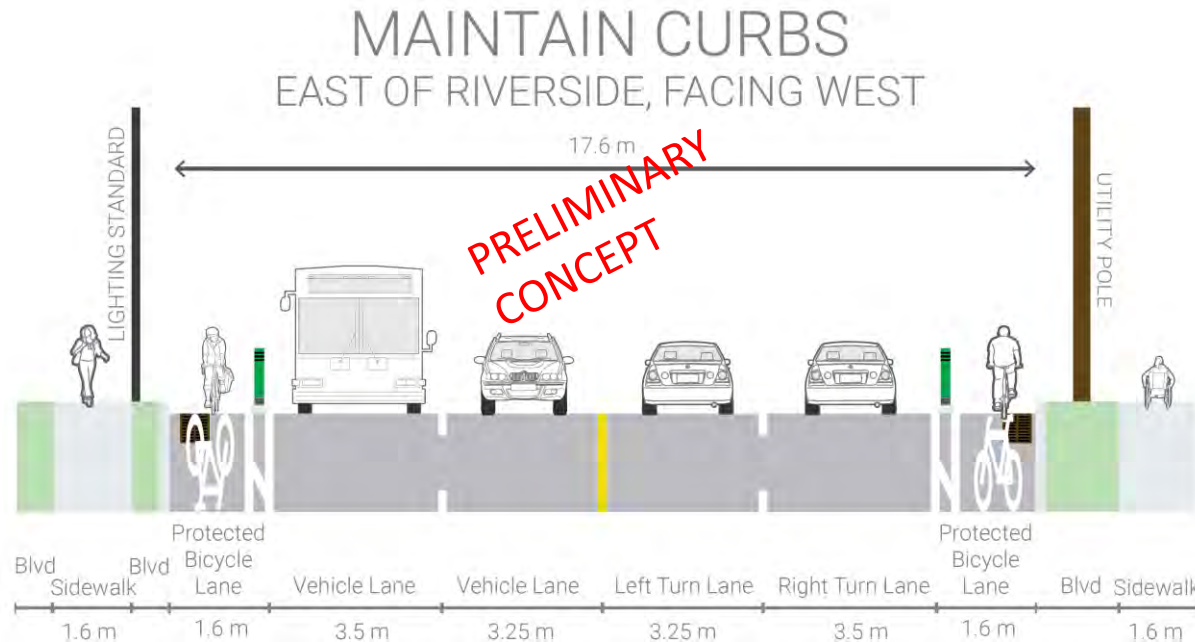 MAINTAIN CURBS
EAST OF RIVERSIDE, FACING WEST
17.6 m
LIGHTING STANDARD
PRELIMINARY
CONCEPT
UTILITY POLE
Blvd
Sidewalk
Blvd
Protected
Bicycle
Lane
Vehicle Lane
Vehicle Lane
Left Turn Lane
Right Turn Lane
Protected
Bicycle
Lane
Blvd
Sidewalk
1.6 m
1.6 m
3.5 m
3.25 m
3.25 m
3.5 m
1.6 m
1.6 m